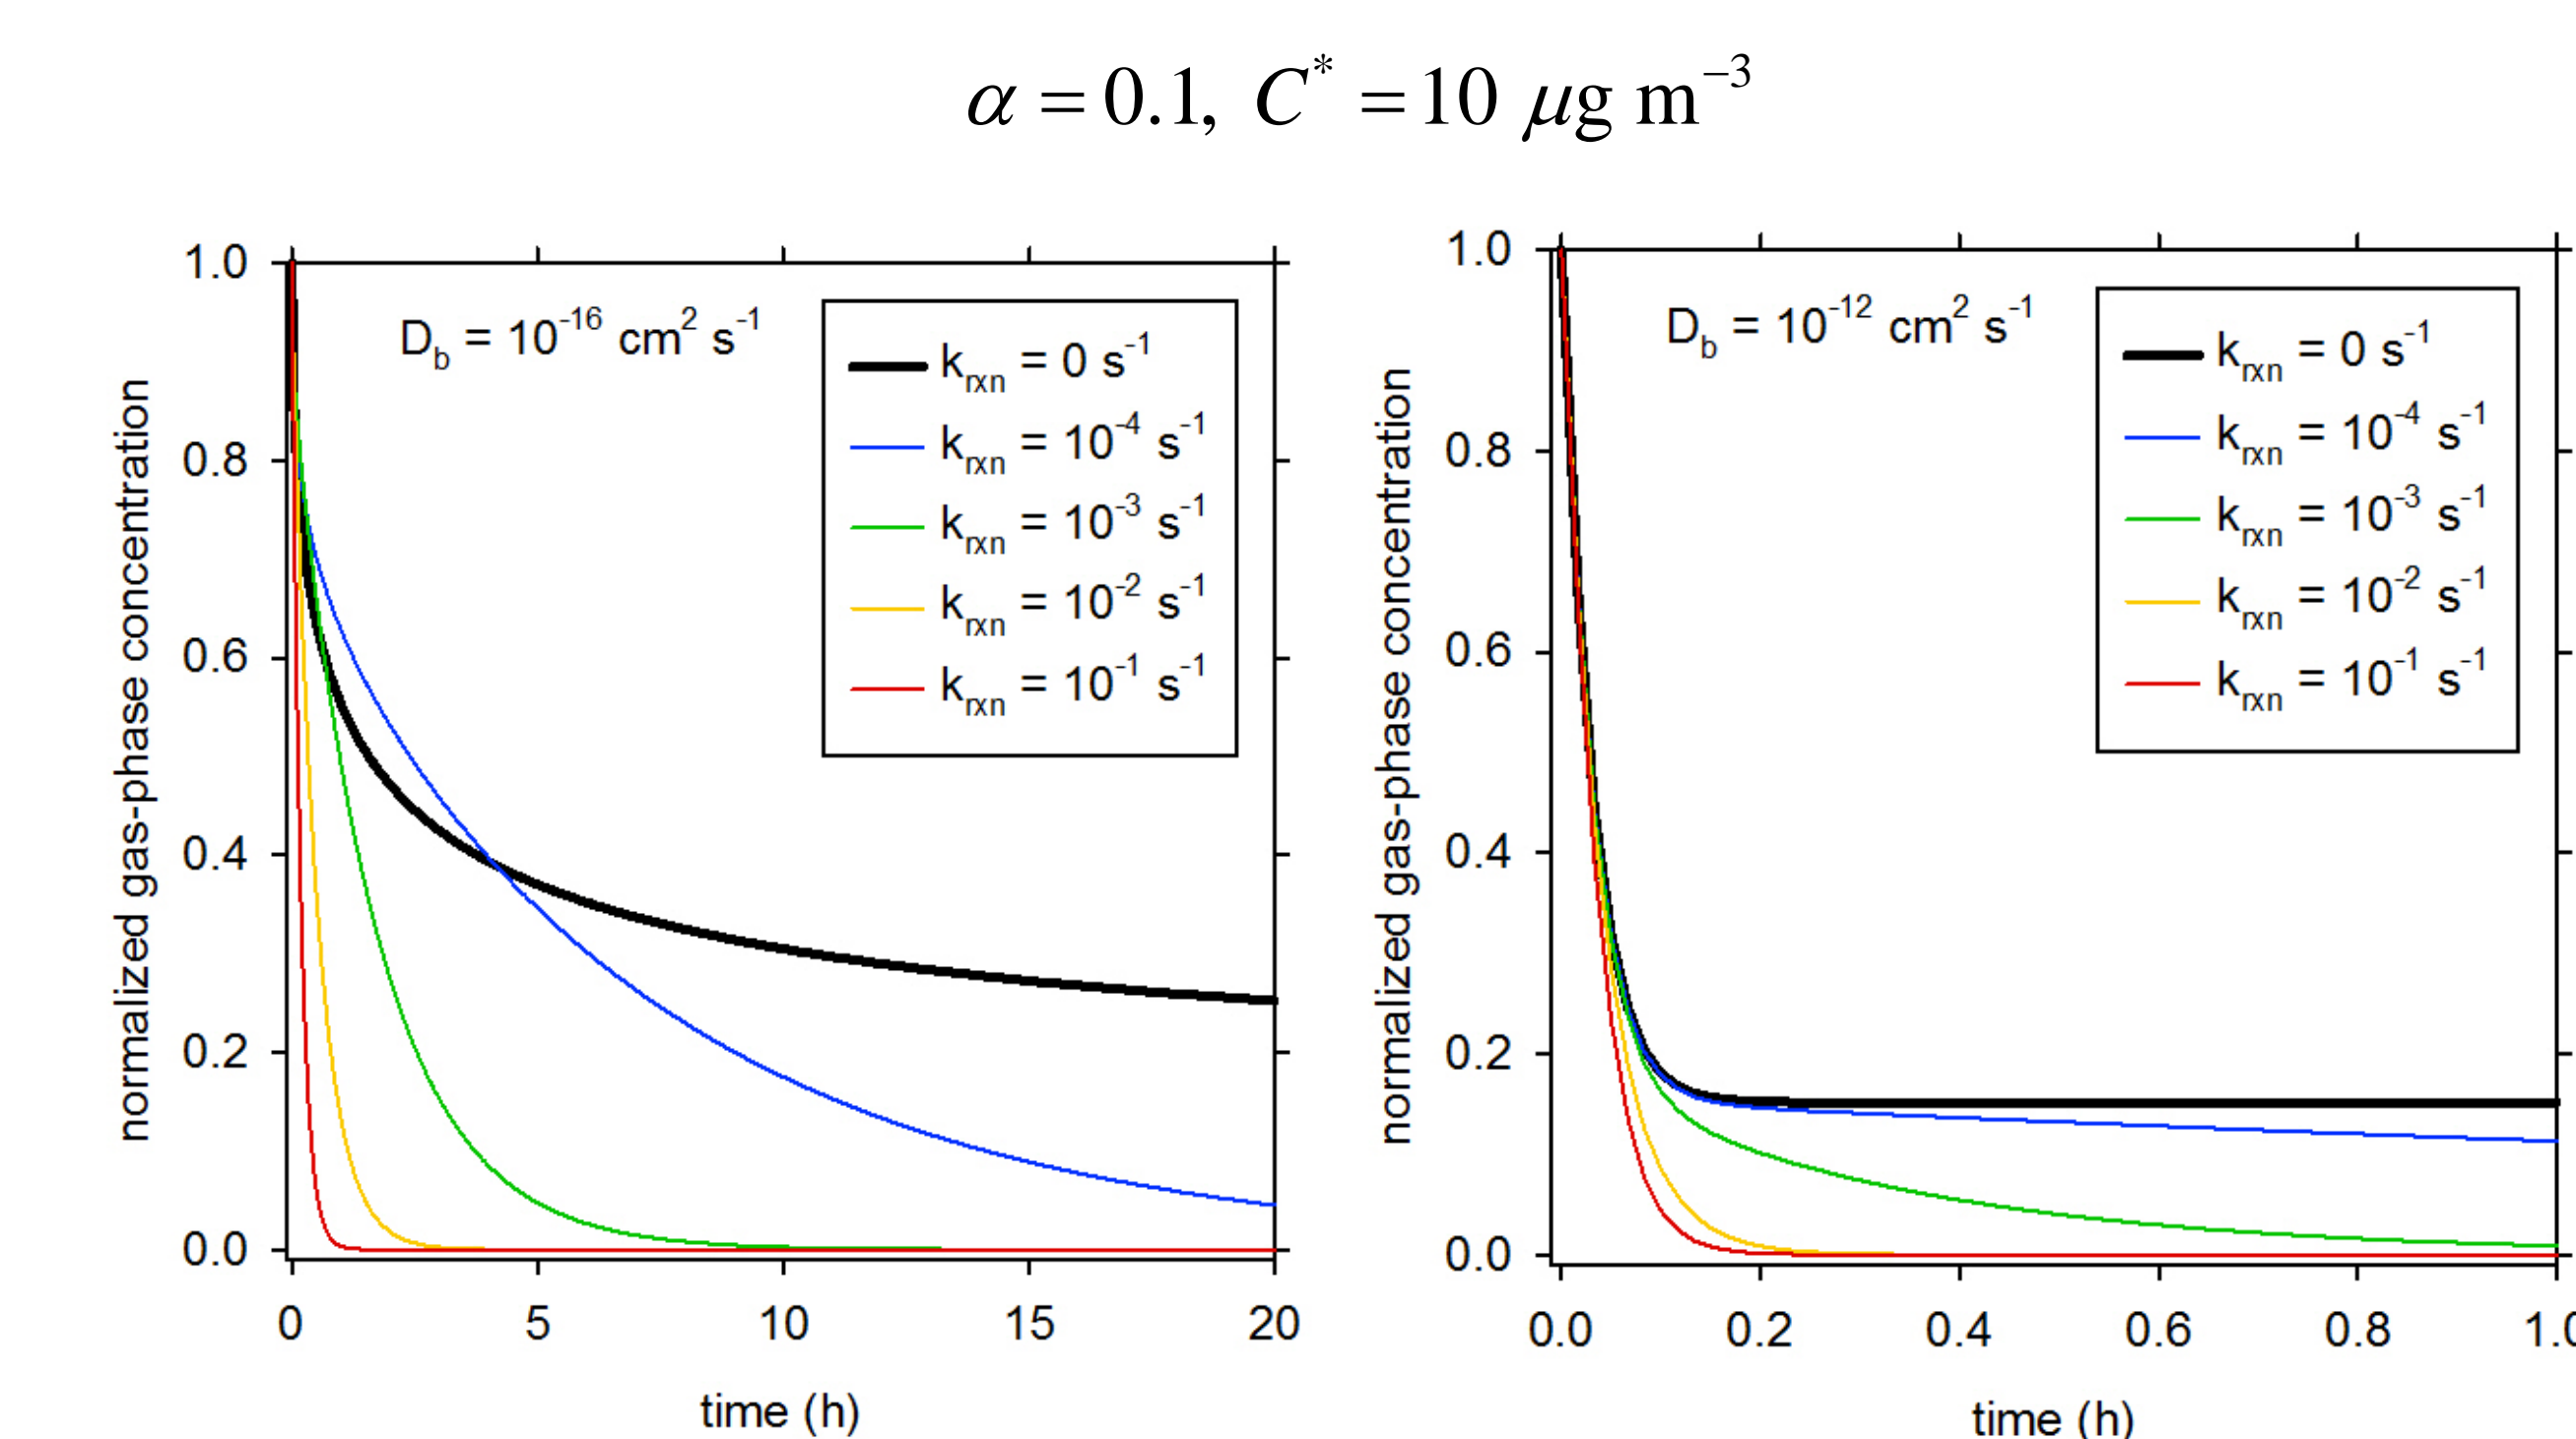 α = 0.1, C* = 10 μg m⁻³
D_b = 10⁻¹⁶ cm² s⁻¹
k_rxn = 0 s⁻¹
k_rxn = 10⁻⁴ s⁻¹
k_rxn = 10⁻³ s⁻¹
k_rxn = 10⁻² s⁻¹
k_rxn = 10⁻¹ s⁻¹
normalized gas-phase concentration
1.0
0.8
0.6
0.4
0.2
0.0
0 5 10 15 20
time (h)
D_b = 10⁻¹² cm² s⁻¹
k_rxn = 0 s⁻¹
k_rxn = 10⁻⁴ s⁻¹
k_rxn = 10⁻³ s⁻¹
k_rxn = 10⁻² s⁻¹
k_rxn = 10⁻¹ s⁻¹
normalized gas-phase concentration
1.0
0.8
0.6
0.4
0.2
0.0
0.0 0.2 0.4 0.6 0.8 1.0
time (h)